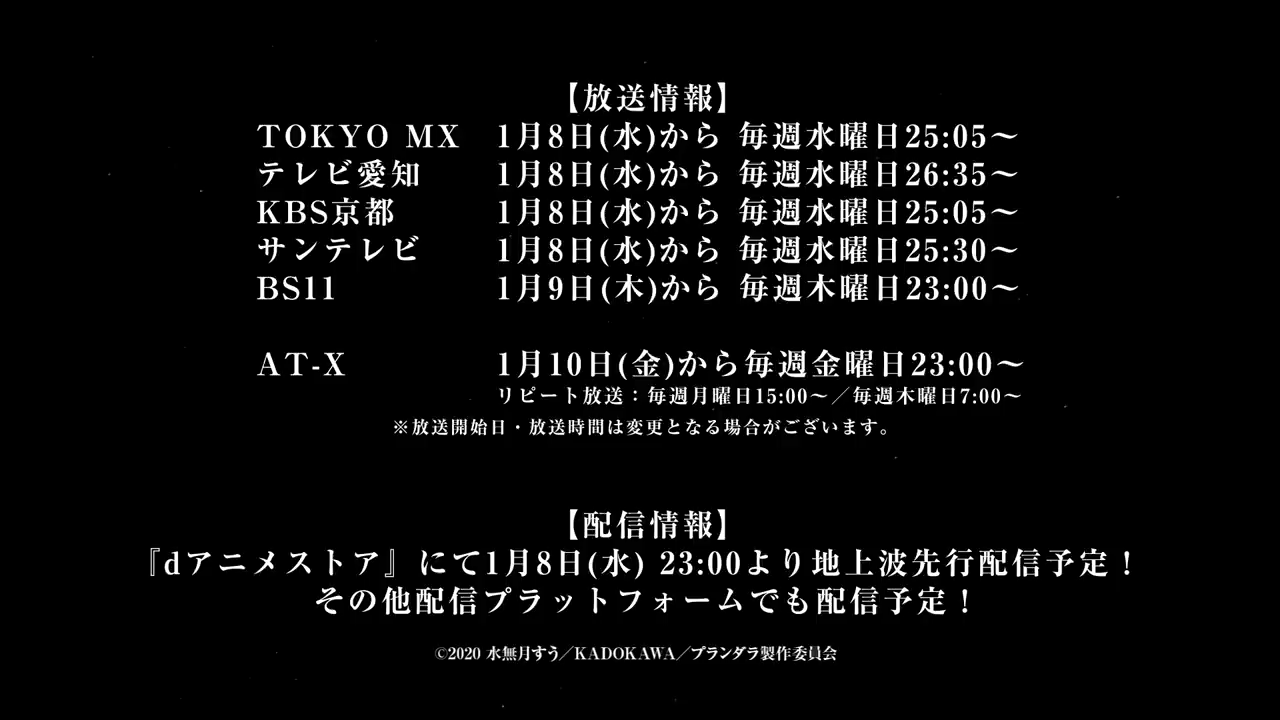 【放送情報】
TOKYO MX 1月8日(水)から 毎週水曜日25:05～
テレビ愛知 1月8日(水)から 毎週水曜日26:35～
KBS京都 1月8日(水)から 毎週水曜日25:05～
サンテレビ 1月8日(水)から 毎週水曜日25:30～
BS11 1月9日(木)から 毎週木曜日23:00～
AT-X 1月10日(金)から毎週金曜日23:00～
リピート放送：毎週月曜日15:00～／毎週木曜日7:00～
※放送開始日・放送時間は変更となる場合がございます。
【配信情報】
『dアニメストア』にて1月8日(水) 23:00より地上波先行配信予定！
その他配信プラットフォームでも配信予定！
©2020 水無月すう／KADOKAWA／プランダラ製作委員会